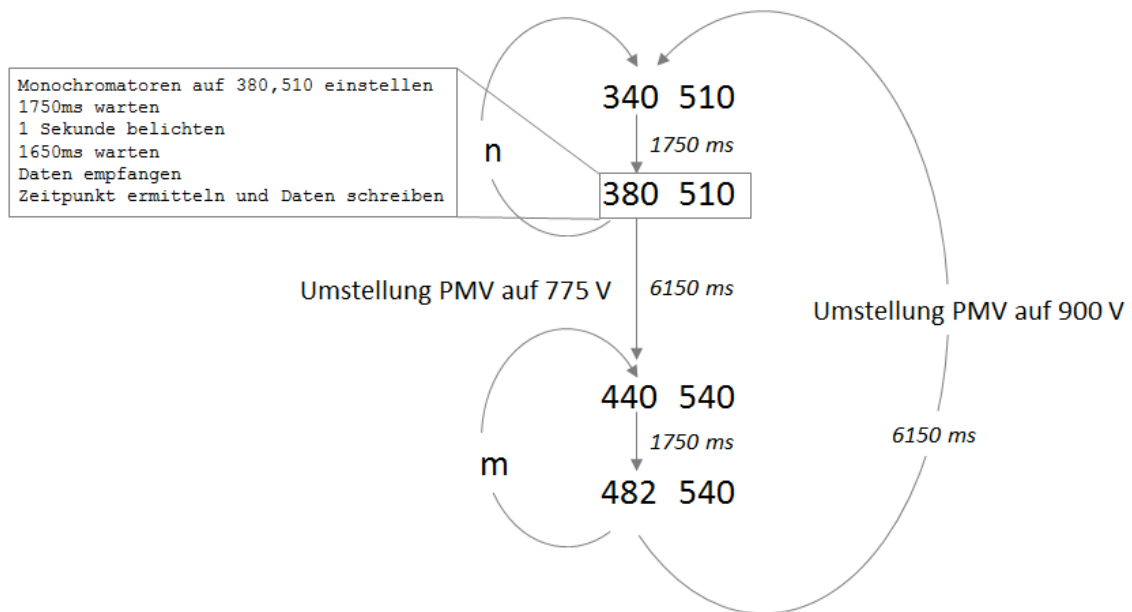 Monochromatoren auf 380,510 einstellen
1750ms warten
1 Sekunde belichten
1650ms warten
Daten empfangen
Zeitpunkt ermitteln und Daten schreiben
340 510
1750 ms
n
380 510
Umstellung PMV auf 775 V
6150 ms
Umstellung PMV auf 900 V
440 540
1750 ms
6150 ms
m
482 540